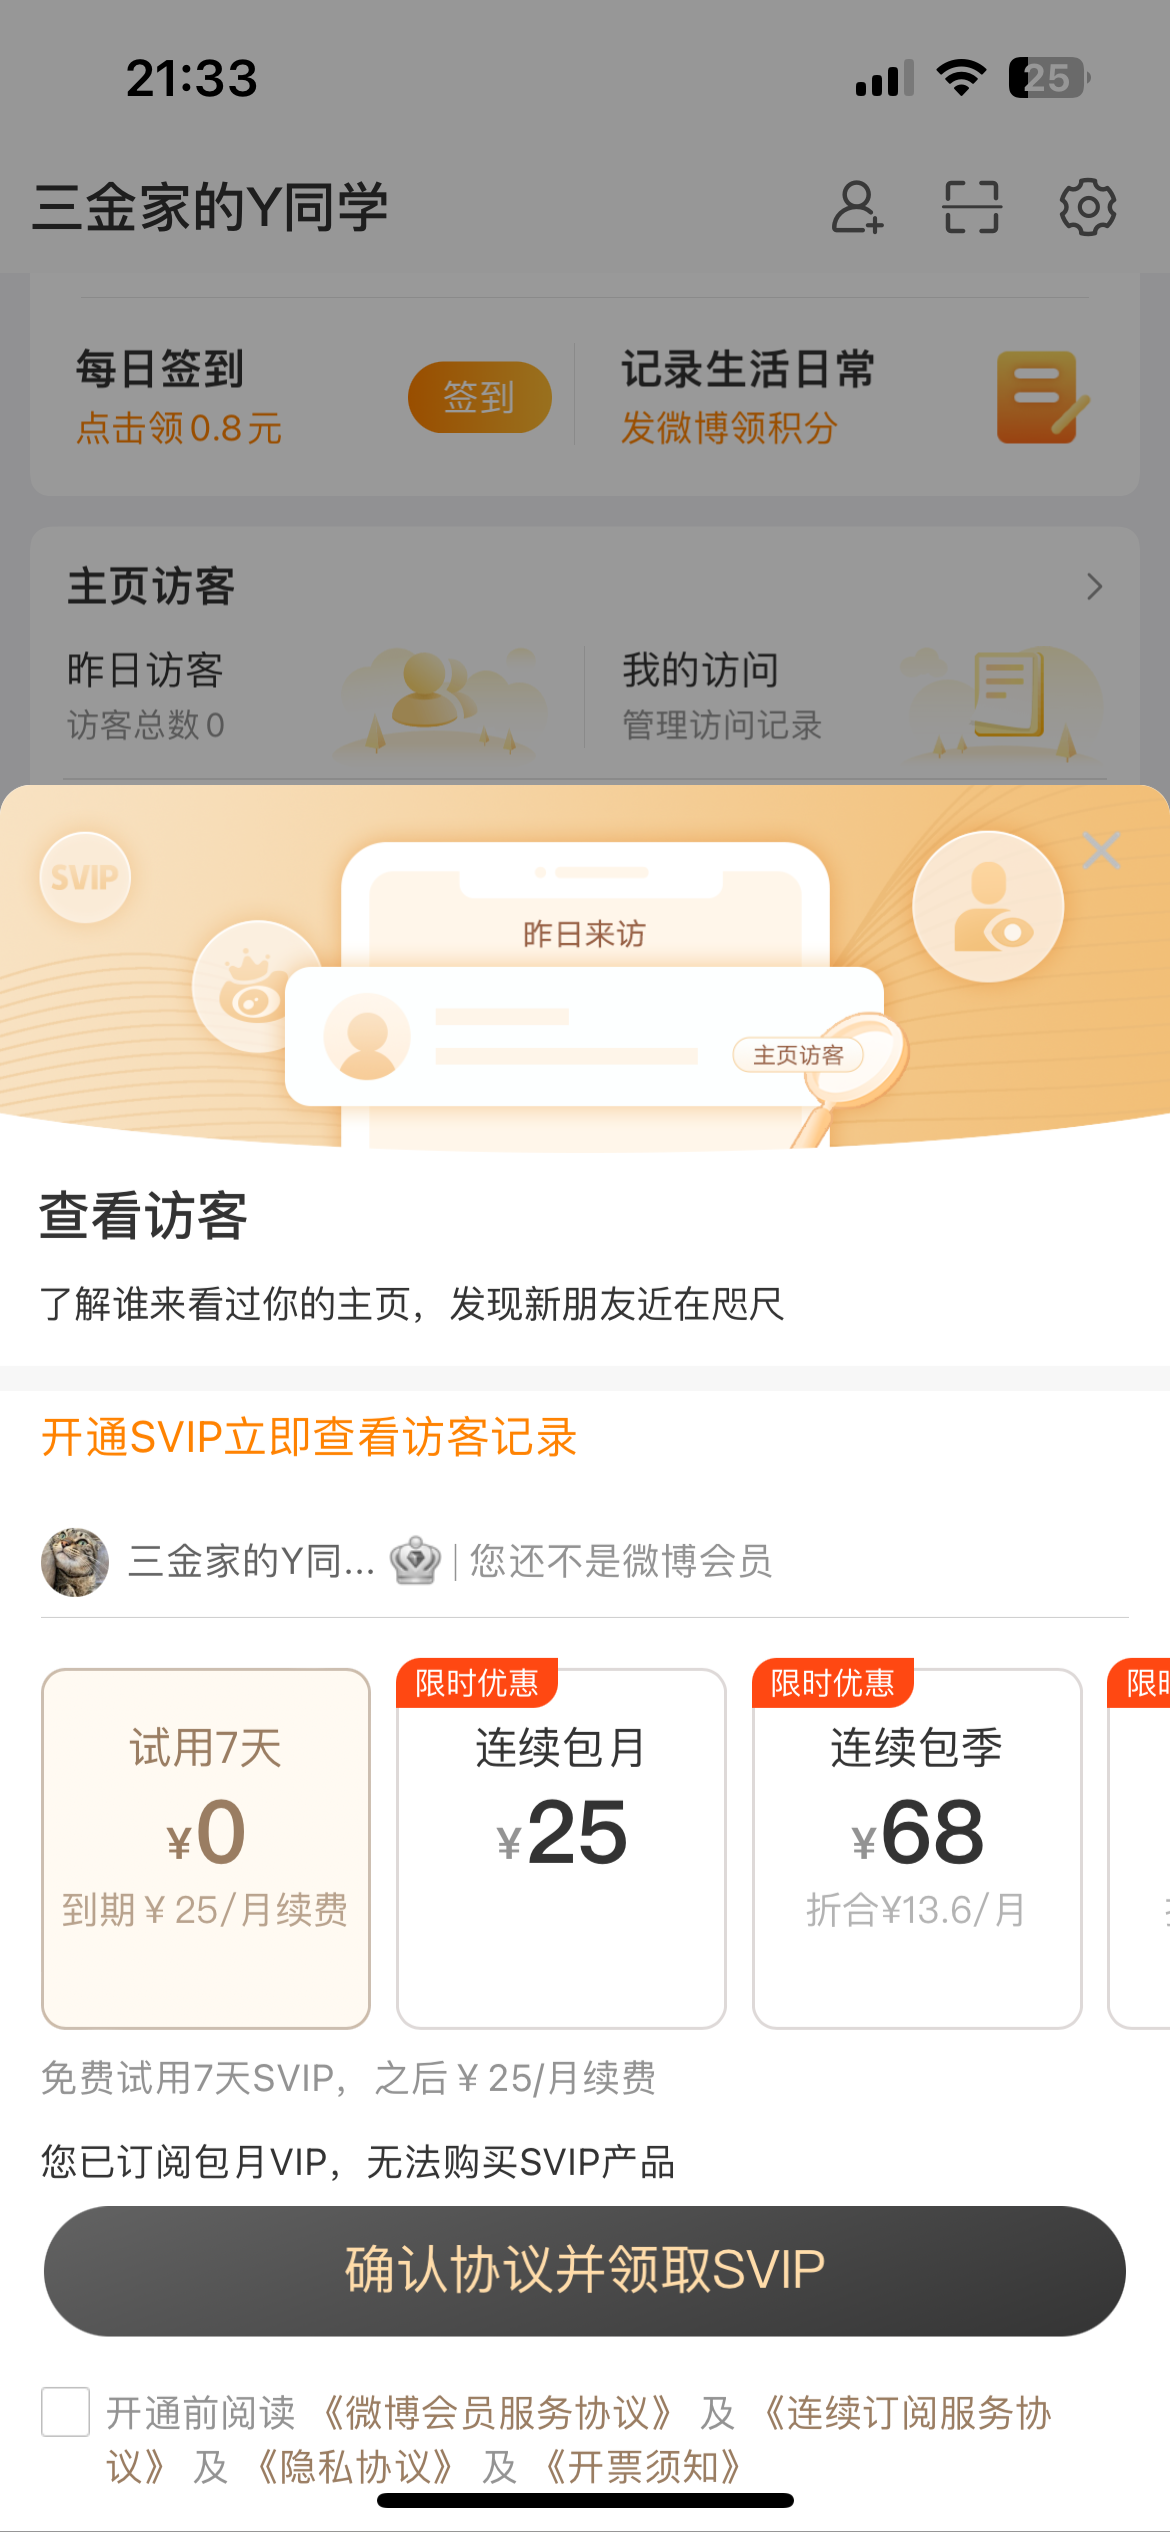 21:33
25
三金家的Y同学
每日签到
点击领0.8元
签到
记录生活日常
发微博领积分
主页访客
昨日访客
访客总数0
我的访问
管理访问记录
SVIP
昨日来访
主页访客
查看访客
了解谁来看过你的主页，发现新朋友近在咫尺
开通SVIP立即查看访客记录
三金家的Y同... | 您还不是微博会员
试用7天
¥0
到期¥25/月续费
限时优惠
连续包月
¥25
限时优惠
连续包季
¥68
折合¥13.6/月
限时
免费试用7天SVIP，之后¥25/月续费
您已订阅包月VIP，无法购买SVIP产品
确认协议并领取SVIP
开通前阅读《微博会员服务协议》及《连续订阅服务协
议》及《隐私协议》及《开票须知》